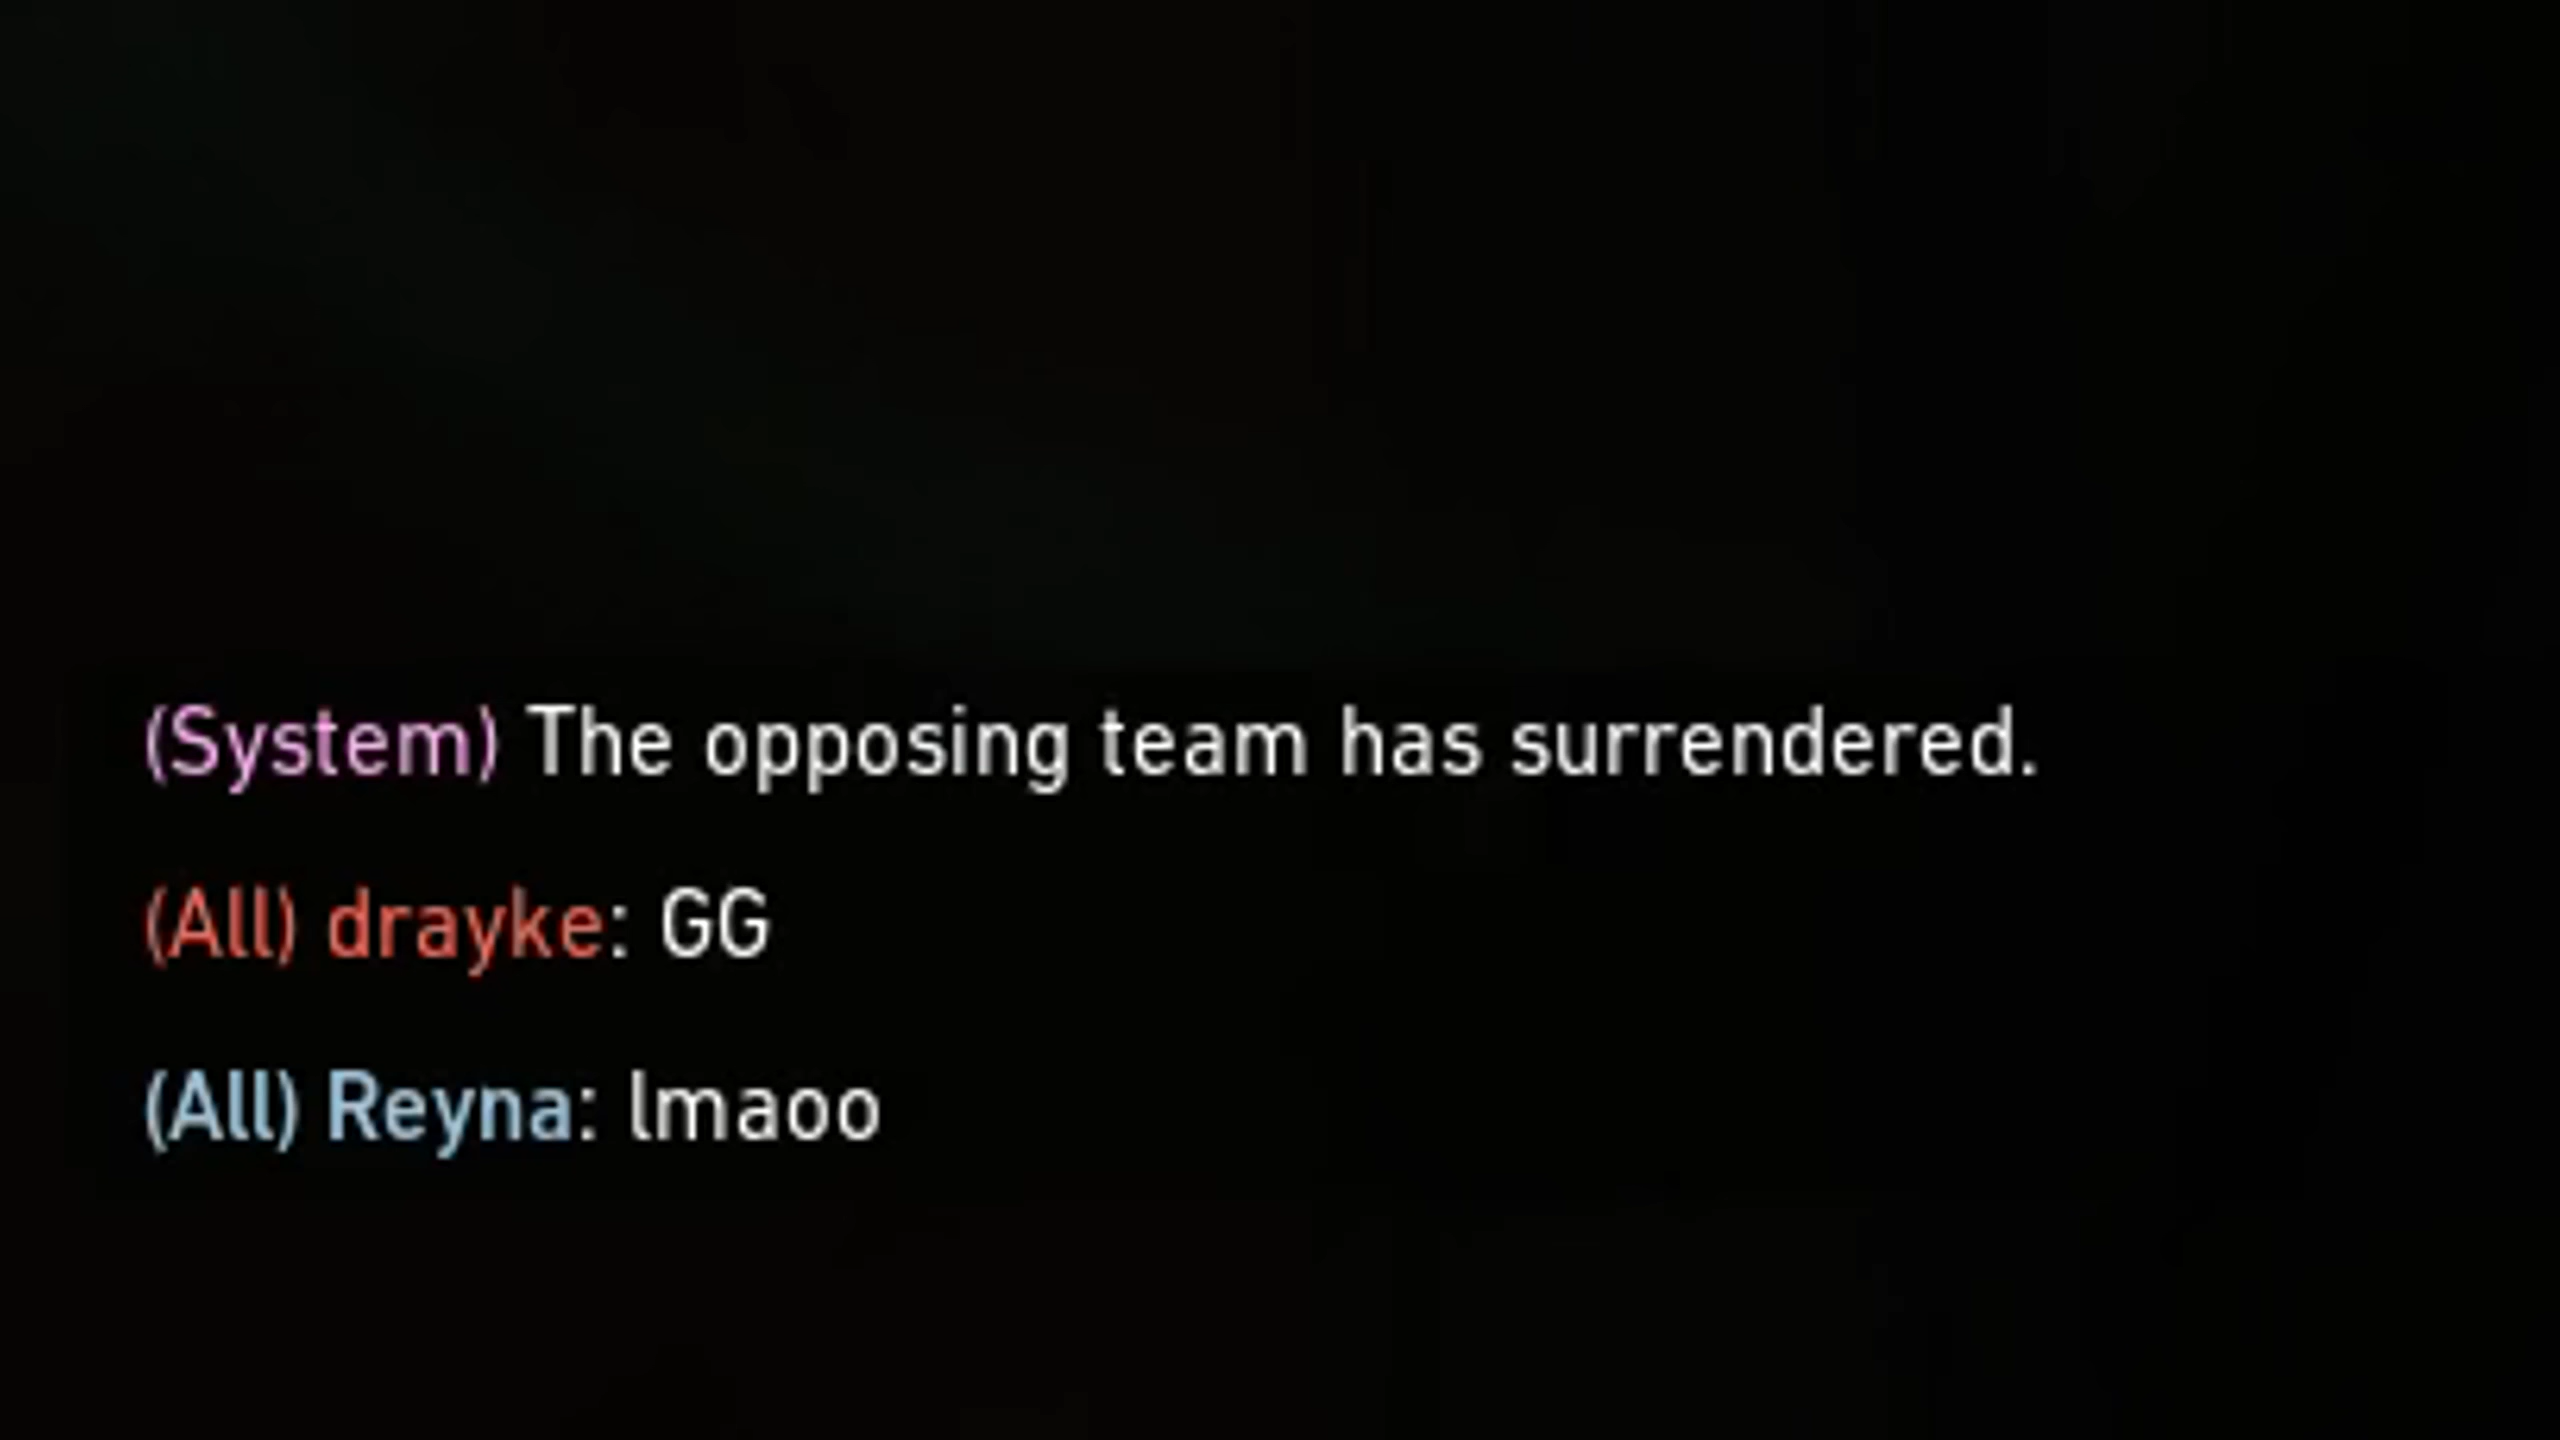 (System) The opposing team has surrendered.
(All) drayke: GG
(All) Reyna: lmaoo